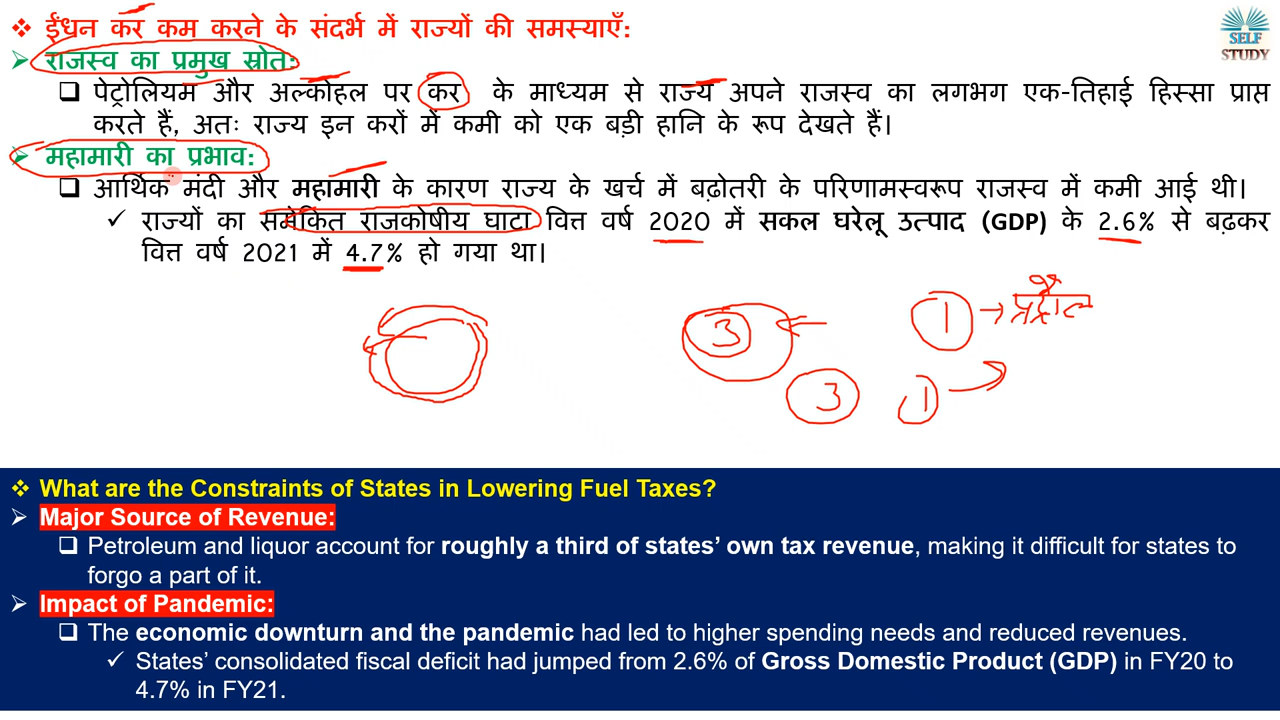 ❖ ईंधन कर कम करने के संदर्भ में राज्यों की समस्याएँ:
SELF
STUDY
➢ राजस्व का प्रमुख स्रोत:
❑ पेट्रोलियम और अल्कोहल पर कर के माध्यम से राज्य अपने राजस्व का लगभग एक-तिहाई हिस्सा प्राप्त
करते हैं, अतः राज्य इन करों में कमी को एक बड़ी हानि के रूप देखते हैं।
➢ महामारी का प्रभाव:
❑ आर्थिक मंदी और महामारी के कारण राज्य के खर्च में बढ़ोतरी के परिणामस्वरूप राजस्व में कमी आई थी।
✓ राज्यों का समेकित राजकोषीय घाटा वित्त वर्ष 2020 में सकल घरेलू उत्पाद (GDP) के 2.6% से बढ़कर
वित्त वर्ष 2021 में 4.7% हो गया था।
3 1
3 1
❖ What are the Constraints of States in Lowering Fuel Taxes?
➢ Major Source of Revenue:
❑ Petroleum and liquor account for roughly a third of states' own tax revenue, making it difficult for states to
forgo a part of it.
➢ Impact of Pandemic:
❑ The economic downturn and the pandemic had led to higher spending needs and reduced revenues.
✓ States' consolidated fiscal deficit had jumped from 2.6% of Gross Domestic Product (GDP) in FY20 to
4.7% in FY21.